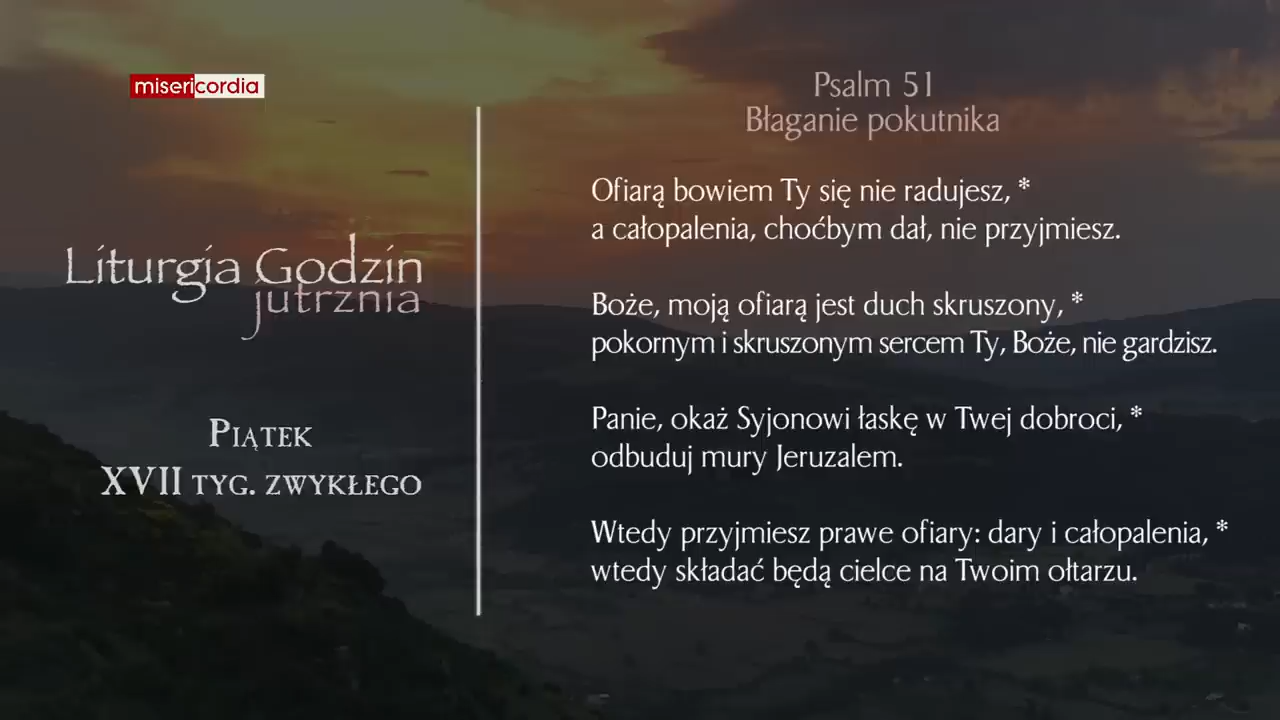 misericordia
Liturgia Godzin
jutrznia
Piątek
XVII tyg. zwykłego
Psalm 51
Błaganie pokutnika
Ofiarą bowiem Ty się nie radujesz, *
a całopalenia, choćbym dał, nie przyjmiesz.
Boże, moją ofiarą jest duch skruszony, *
pokornym i skruszonym sercem Ty, Boże, nie gardzisz.
Panie, okaż Syjonowi łaskę w Twej dobroci, *
odbuduj mury Jeruzalem.
Wtedy przyjmiesz prawe ofiary: dary i całopalenia, *
wtedy składać będą cielce na Twoim ołtarzu.